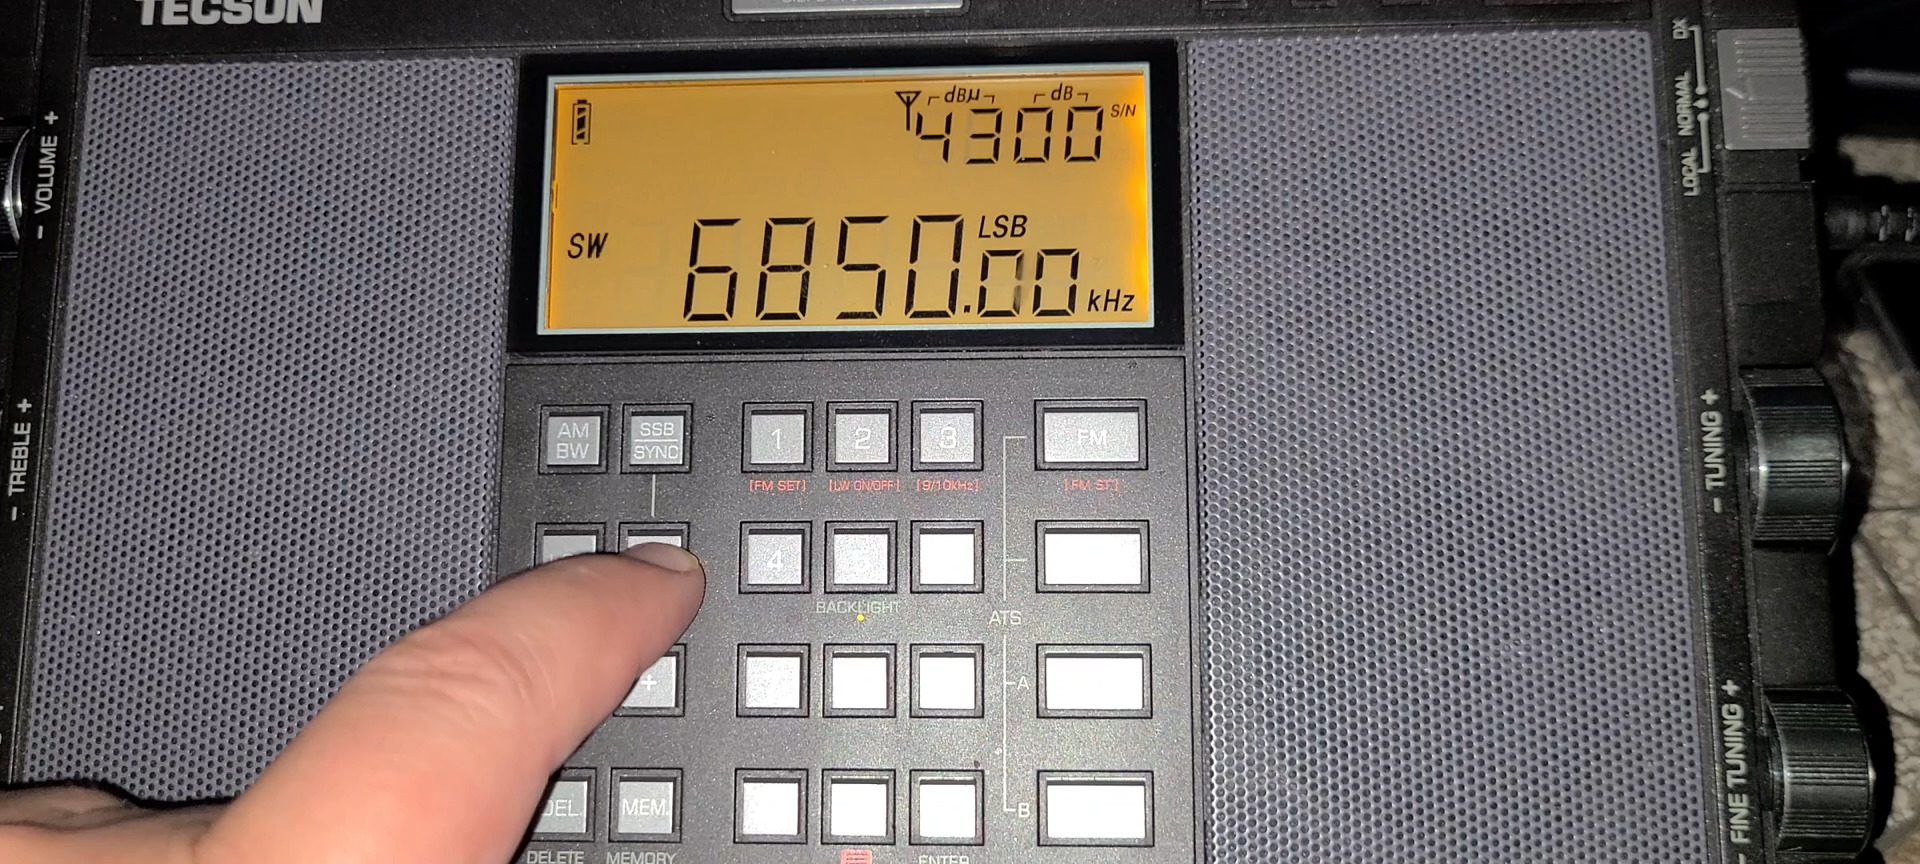 TECSUN
DX
NORMAL
LOCAL
VOLUME +
-
TREBLE +
-
dBµ
dB
4300
S/N
SW
6850.00
LSB
kHz
AM
BW
SSB
SYNC
1
2
3
FM
[FM SET]
[LW ON/OFF]
[9/10kHz]
[FM ST.]
- TUNING +
4
BACKLIGHT
ATS
+
A
DEL.
MEM.
B
FINE TUNING +
DELETE
MEMORY
ENTER